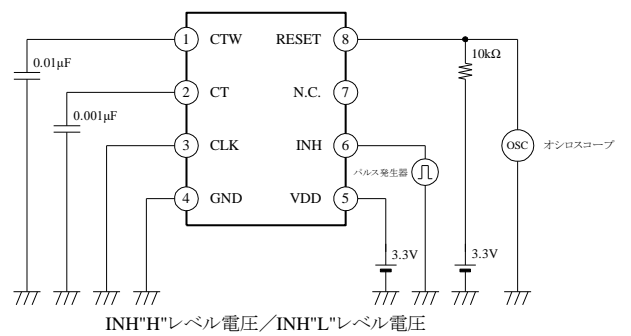 1 CTW RESET 8
0.01μF
10kΩ
2 CT N.C. 7
0.001μF
3 CLK INH 6
OSC オシロスコープ
パルス発生器
4 GND VDD 5
3.3V 3.3V
INH"H"レベル電圧／INH"L"レベル電圧